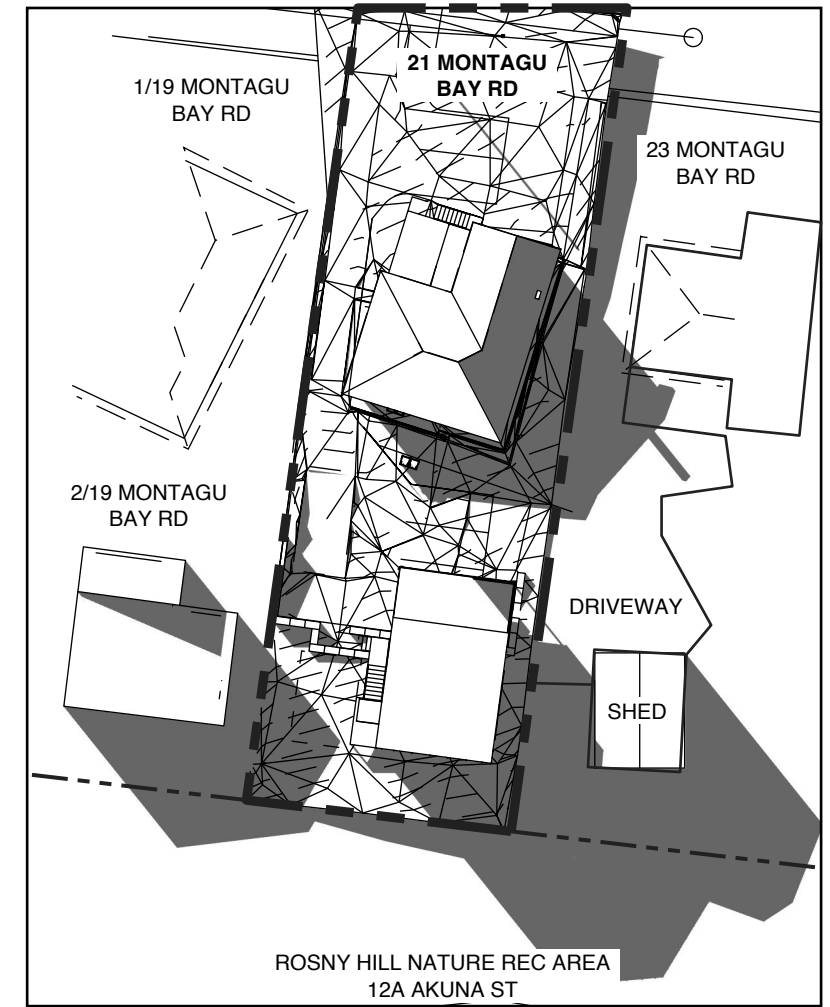 21 MONTAGU
BAY RD
1/19 MONTAGU
BAY RD
23 MONTAGU
BAY RD
2/19 MONTAGU
BAY RD
DRIVEWAY
SHED
ROSNY HILL NATURE REC AREA
12A AKUNA ST